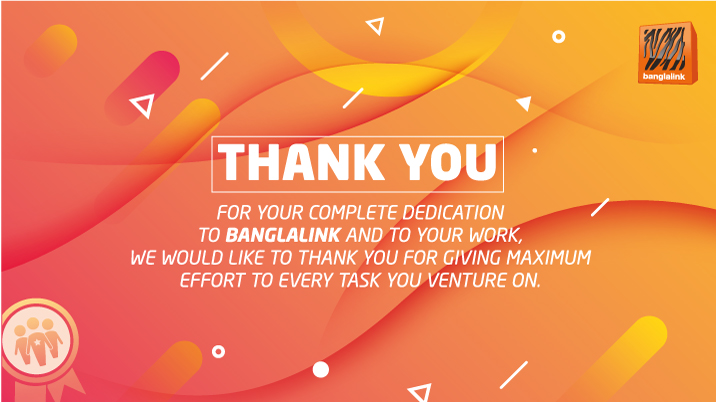 banglalink
THANK YOU
FOR YOUR COMPLETE DEDICATION
TO BANGLALINK AND TO YOUR WORK,
WE WOULD LIKE TO THANK YOU FOR GIVING MAXIMUM
EFFORT TO EVERY TASK YOU VENTURE ON.